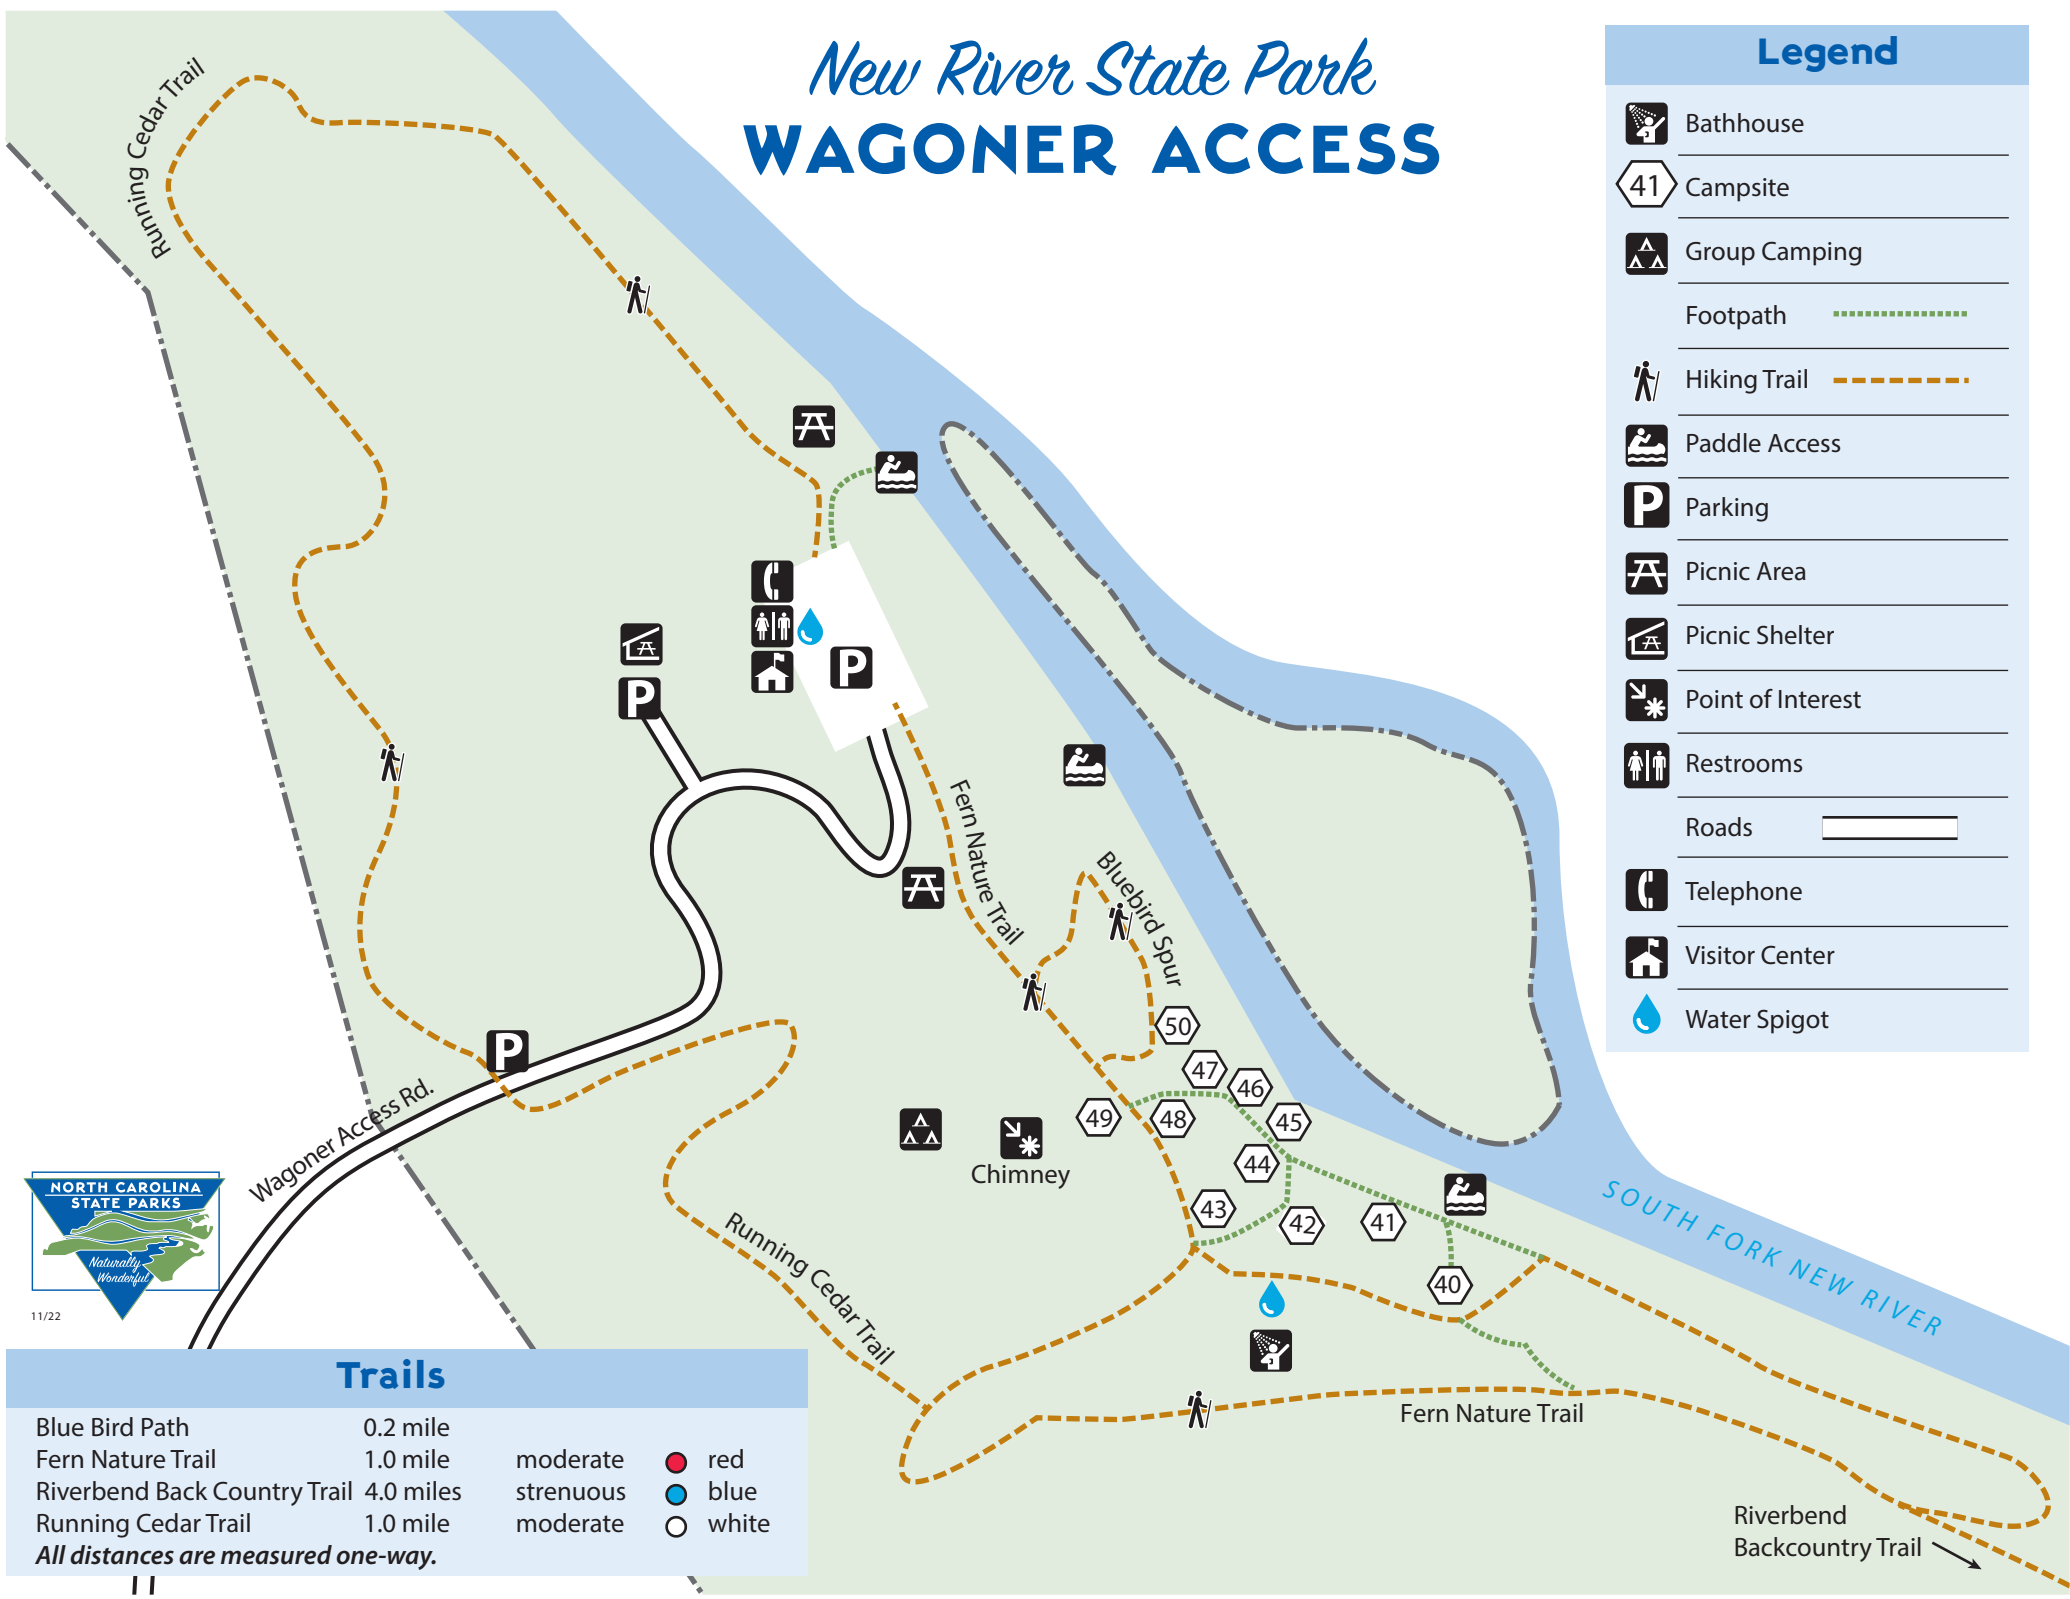 New River State Park
WAGONER ACCESS
Legend
Bathhouse
41
Campsite
Group Camping
Footpath
Hiking Trail
Paddle Access
P
Parking
Picnic Area
Picnic Shelter
Point of Interest
Restrooms
Roads
Telephone
Visitor Center
Water Spigot
Running Cedar Trail
P
P
Fern Nature Trail
Bluebird Spur
P
Wagoner Access Rd.
50
47
46
49
48
45
44
Chimney
43
42
41
40
SOUTH FORK NEW RIVER
Running Cedar Trail
Fern Nature Trail
Riverbend
Backcountry Trail
NORTH CAROLINA
STATE PARKS
Naturally
Wonderful
11/22
Trails
Blue Bird Path 0.2 mile
Fern Nature Trail 1.0 mile moderate red
Riverbend Back Country Trail 4.0 miles strenuous blue
Running Cedar Trail 1.0 mile moderate white
All distances are measured one-way.